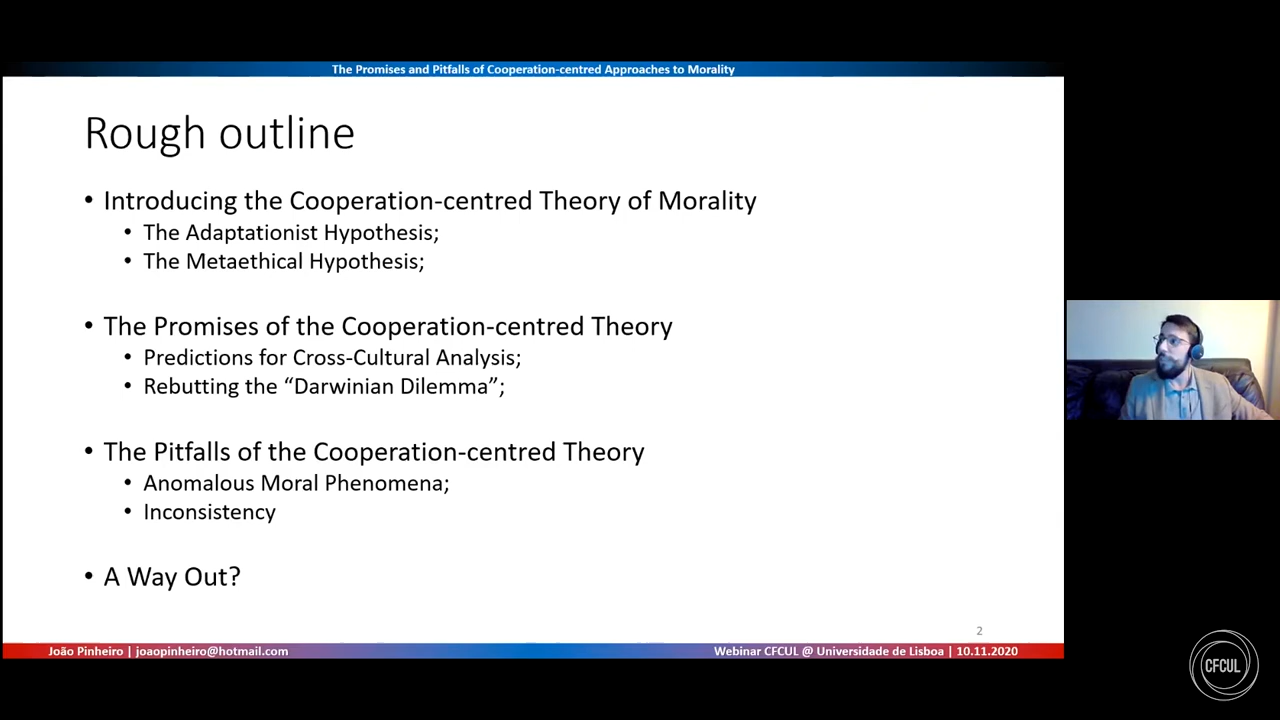 The Promises and Pitfalls of Cooperation-centred Approaches to Morality
Rough outline
• Introducing the Cooperation-centred Theory of Morality
• The Adaptationist Hypothesis;
• The Metaethical Hypothesis;
• The Promises of the Cooperation-centred Theory
• Predictions for Cross-Cultural Analysis;
• Rebutting the “Darwinian Dilemma”;
• The Pitfalls of the Cooperation-centred Theory
• Anomalous Moral Phenomena;
• Inconsistency
• A Way Out?
2
João Pinheiro | joaopinheiro@hotmail.com
Webinar CFCUL @ Universidade de Lisboa | 10.11.2020
CFCUL